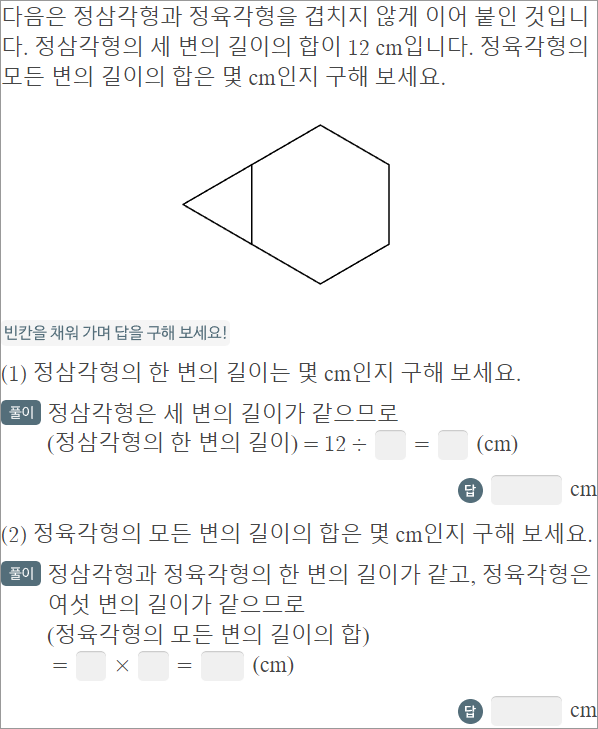 다음은 정삼각형과 정육각형을 겹치지 않게 이어 붙인 것입니
다. 정삼각형의 세 변의 길이의 합이 12 cm입니다. 정육각형의
모든 변의 길이의 합은 몇 cm인지 구해 보세요.
빈칸을 채워 가며 답을 구해 보세요!
(1) 정삼각형의 한 변의 길이는 몇 cm인지 구해 보세요.
풀이 정삼각형은 세 변의 길이가 같으므로
(정삼각형의 한 변의 길이) = 12 ÷ = (cm)
답 cm
(2) 정육각형의 모든 변의 길이의 합은 몇 cm인지 구해 보세요.
풀이 정삼각형과 정육각형의 한 변의 길이가 같고, 정육각형은
여섯 변의 길이가 같으므로
(정육각형의 모든 변의 길이의 합)
= × = (cm)
답 cm